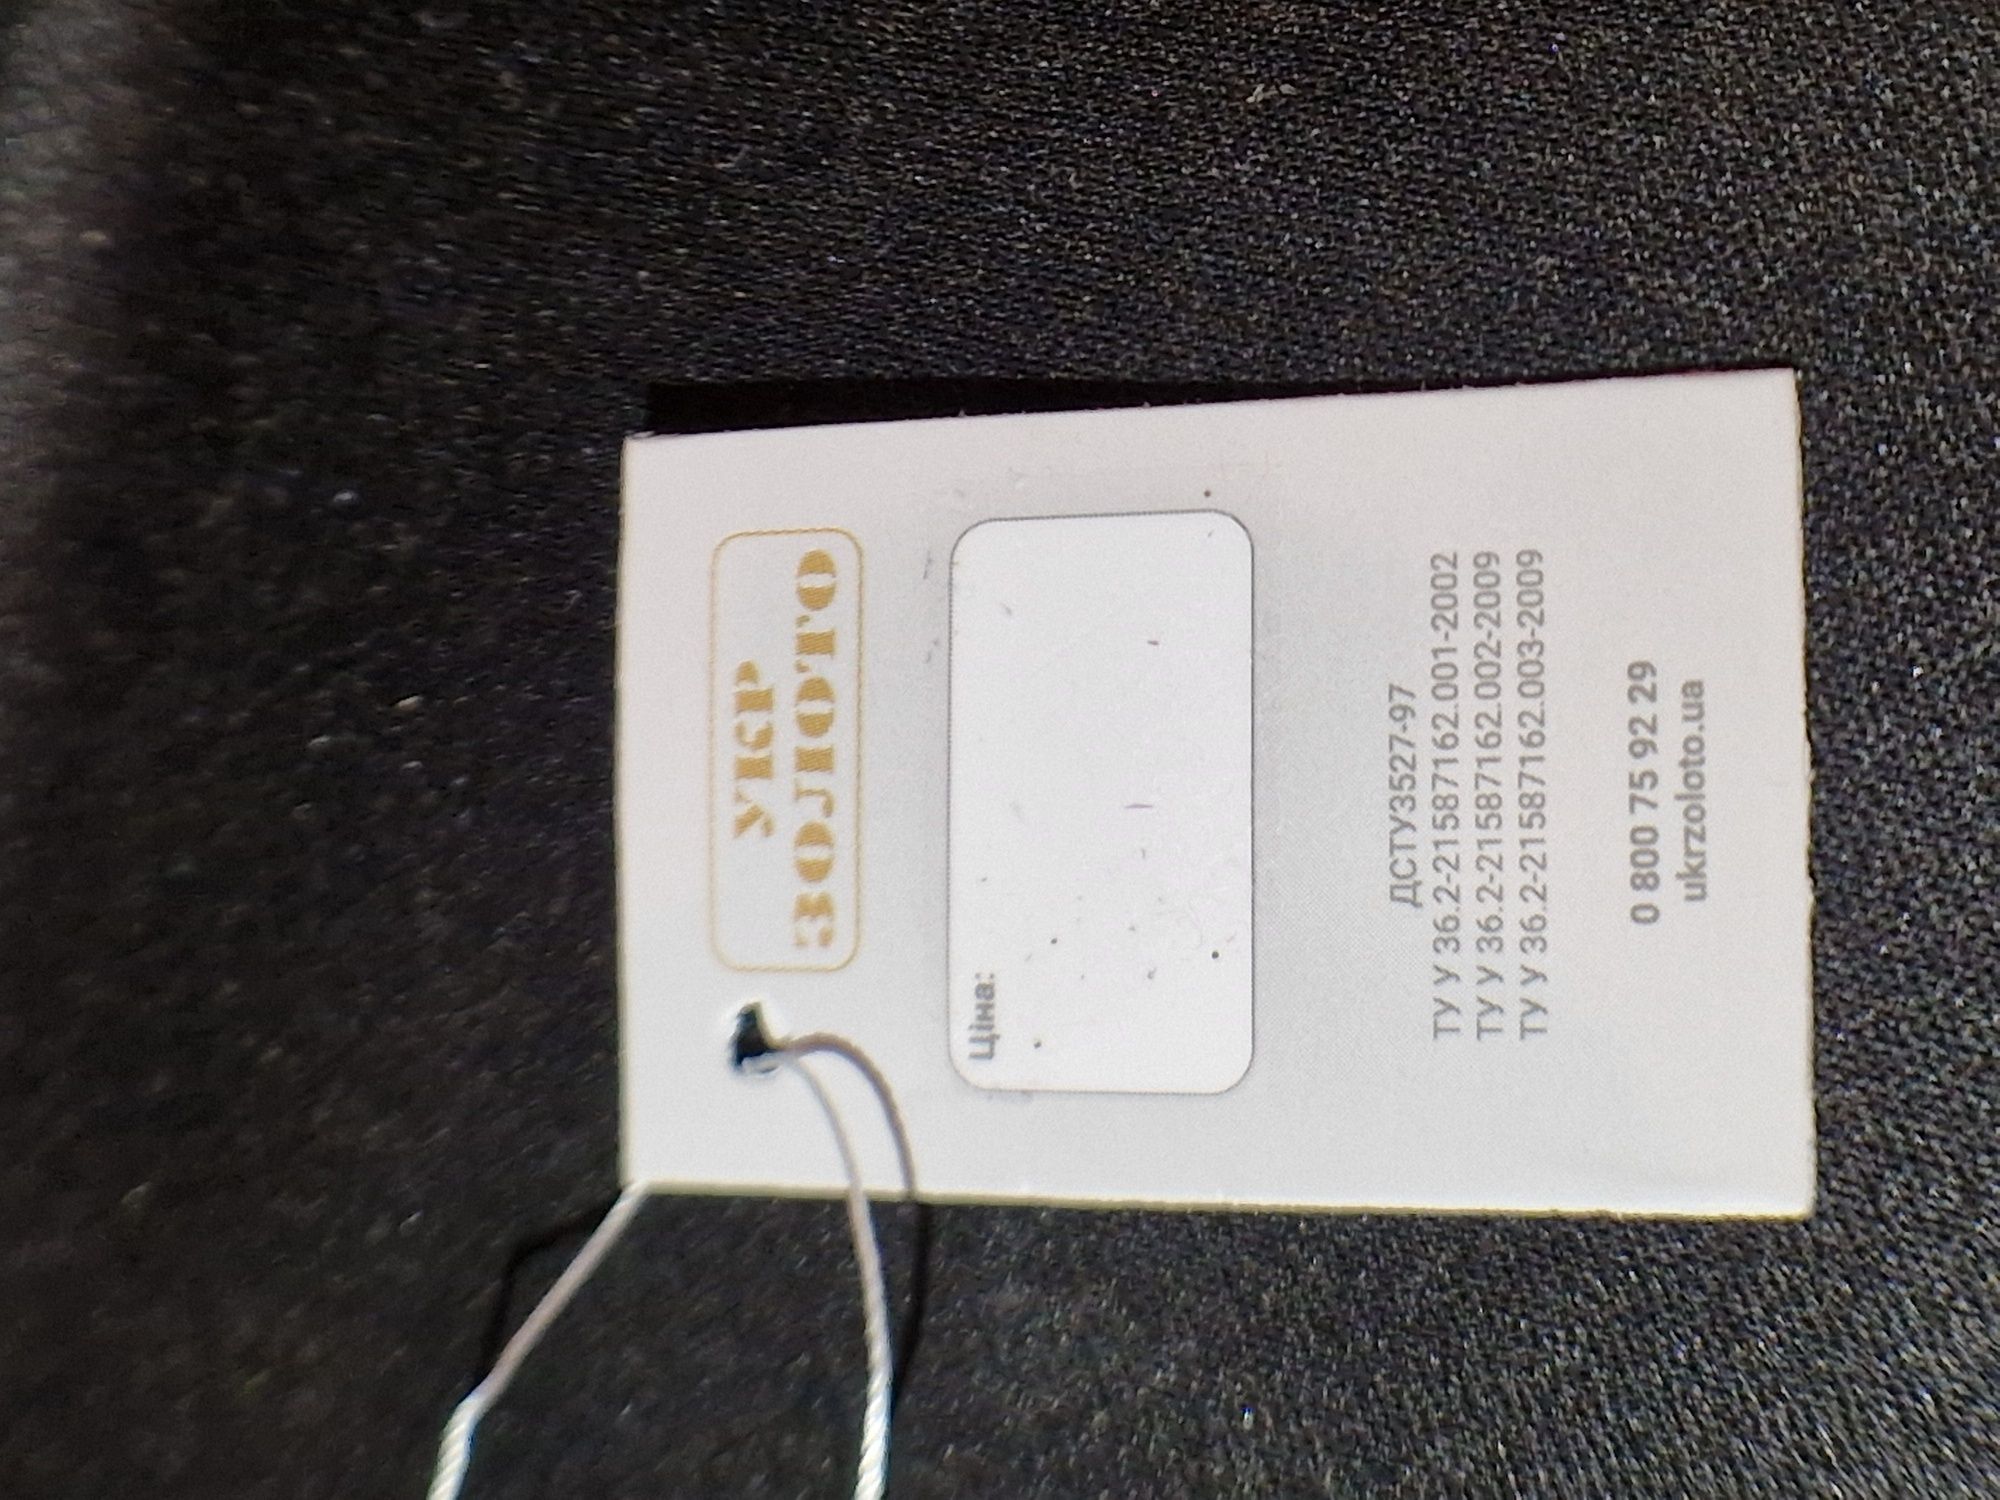 УКР
ЗОЛОТО
Ціна:
ДСТУ3527-97
ТУ У 36.2-21587162.001-2002
ТУ У 36.2-21587162.002-2009
ТУ У 36.2-21587162.003-2009
0 800 75 92 29
ukrzoloto.ua